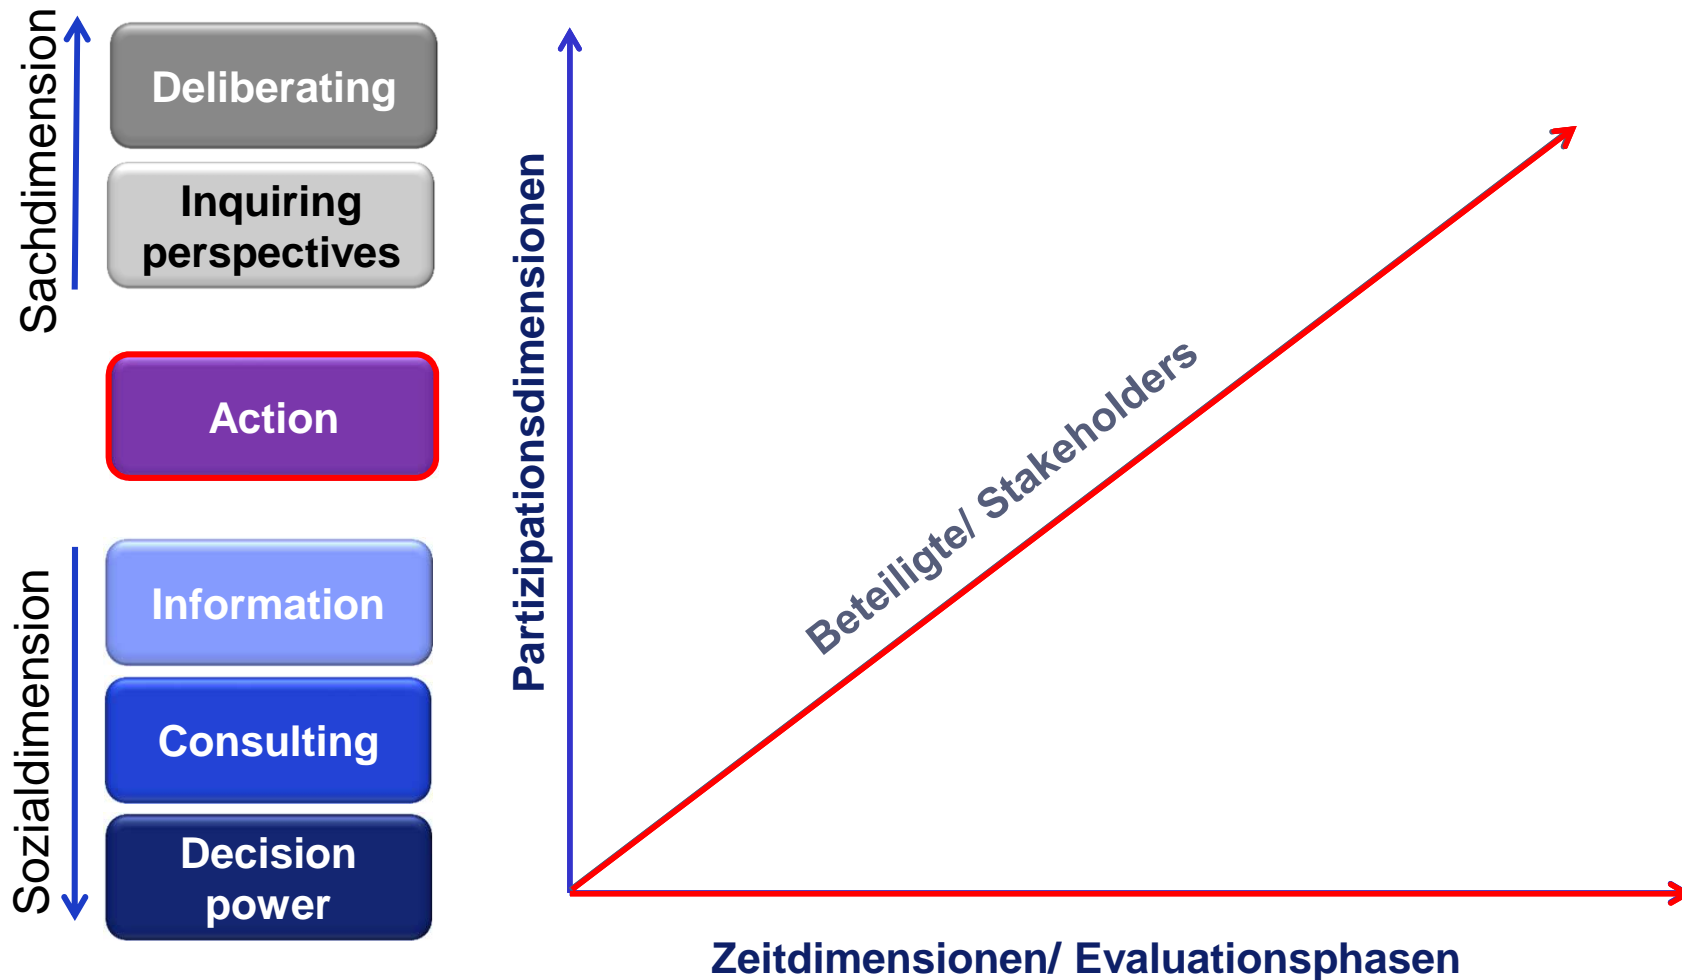 Sachdimension
Deliberating
Inquiring
perspectives
Action
Sozialdimension
Information
Consulting
Decision
power
Partizipationsdimensionen
Beteiligte/ Stakeholders
Zeitdimensionen/ Evaluationsphasen